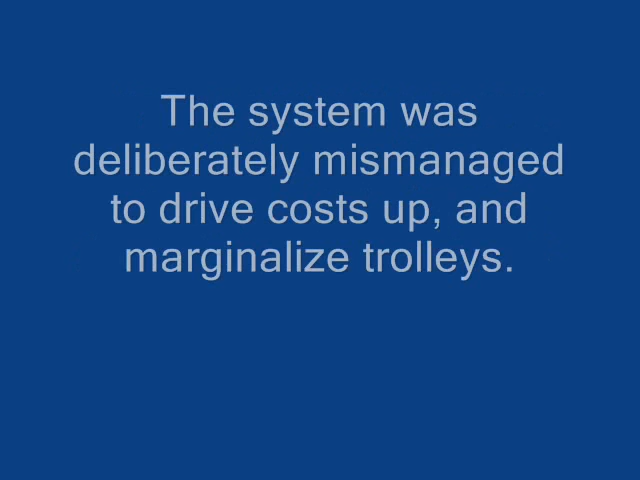 The system was
deliberately mismanaged
to drive costs up, and
marginalize trolleys.